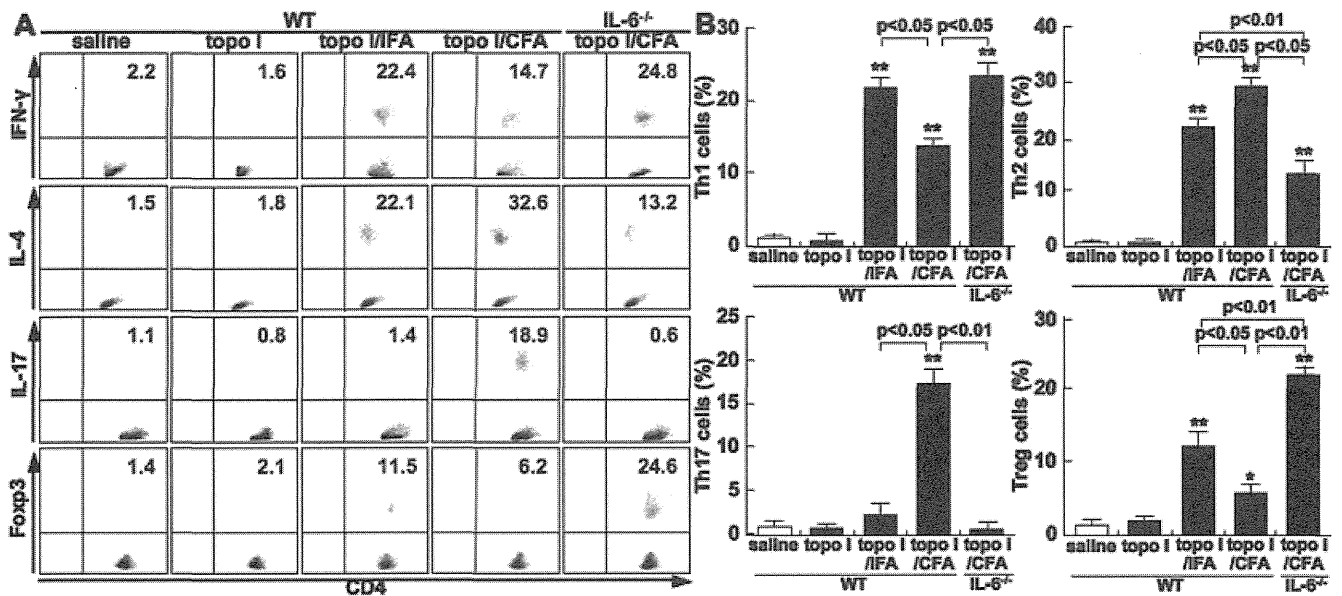 A
WT
IL-6-/-
saline topo I topo I/IFA topo I/CFA topo I/CFA
IFN-γ
2.2 1.6 22.4 14.7 24.8
IL-4
1.5 1.8 22.1 32.6 13.2
IL-17
1.1 0.8 1.4 18.9 0.6
Foxp3
1.4 2.1 11.5 6.2 24.6
CD4
B
Th1 cells (%)
30
20
10
0
p<0.05 p<0.05
** ** **
saline topo I topo I topo I topo I
/IFA /CFA /CFA
WT IL-6-/-
Th2 cells (%)
40
30
20
10
0
p<0.01
p<0.05 p<0.05
** ** **
saline topo I topo I topo I topo I
/IFA /CFA /CFA
WT IL-6-/-
Th17 cells (%)
25
20
15
10
5
0
p<0.05 p<0.01
**
saline topo I topo I topo I topo I
/IFA /CFA /CFA
WT IL-6-/-
Treg cells (%)
30
20
10
0
p<0.01
p<0.05 p<0.01
** * **
saline topo I topo I topo I topo I
/IFA /CFA /CFA
WT IL-6-/-